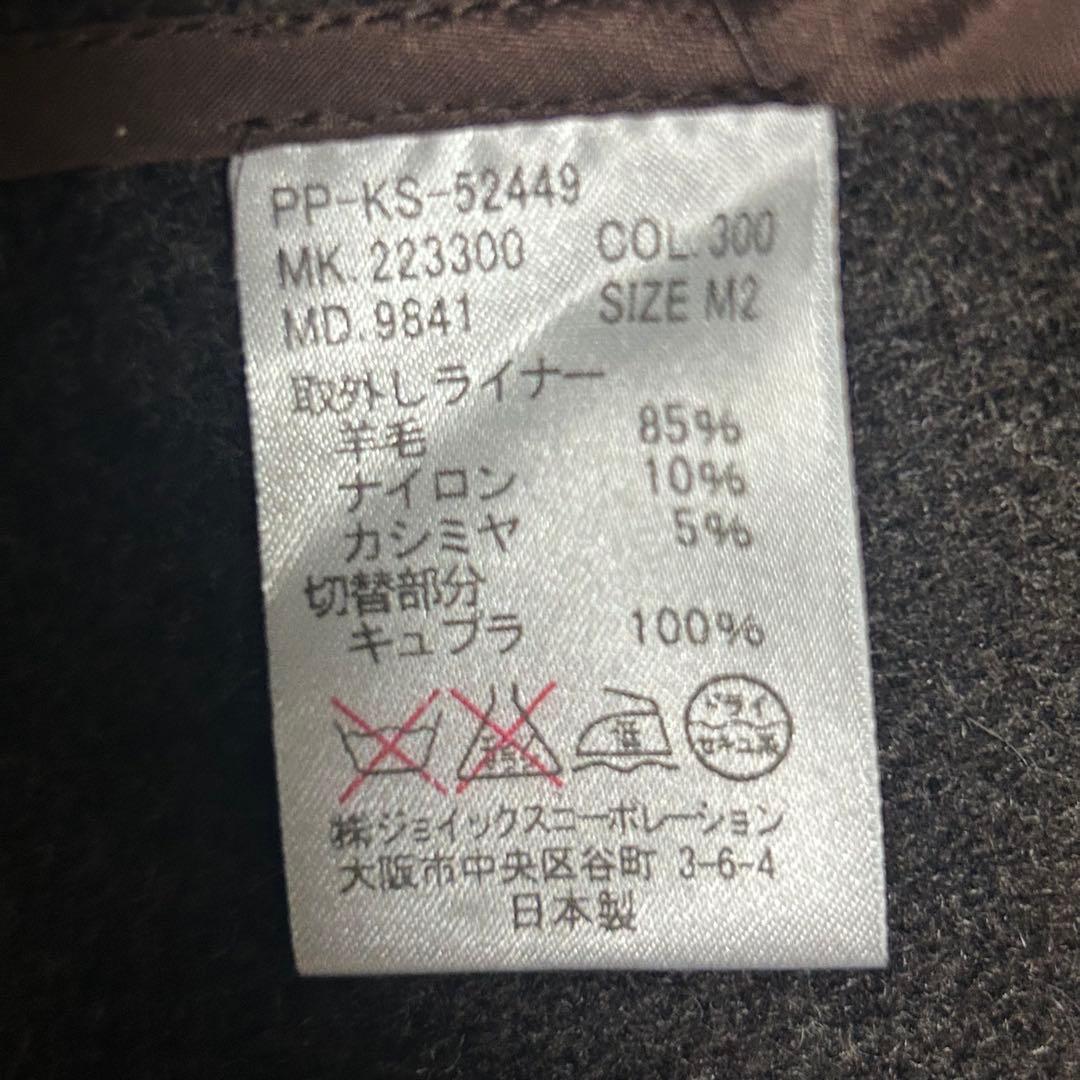 PP-KS-52449
MK. 223300 COL. 300
MD. 9841 SIZE M2
取外しライナー
羊毛 85%
ナイロン 10%
カシミヤ 5%
切替部分
キュプラ 100%
低
ドライ
セキユ系
㈱ジョイックスコーポレーション
大阪市中央区谷町 3-6-4
日本製